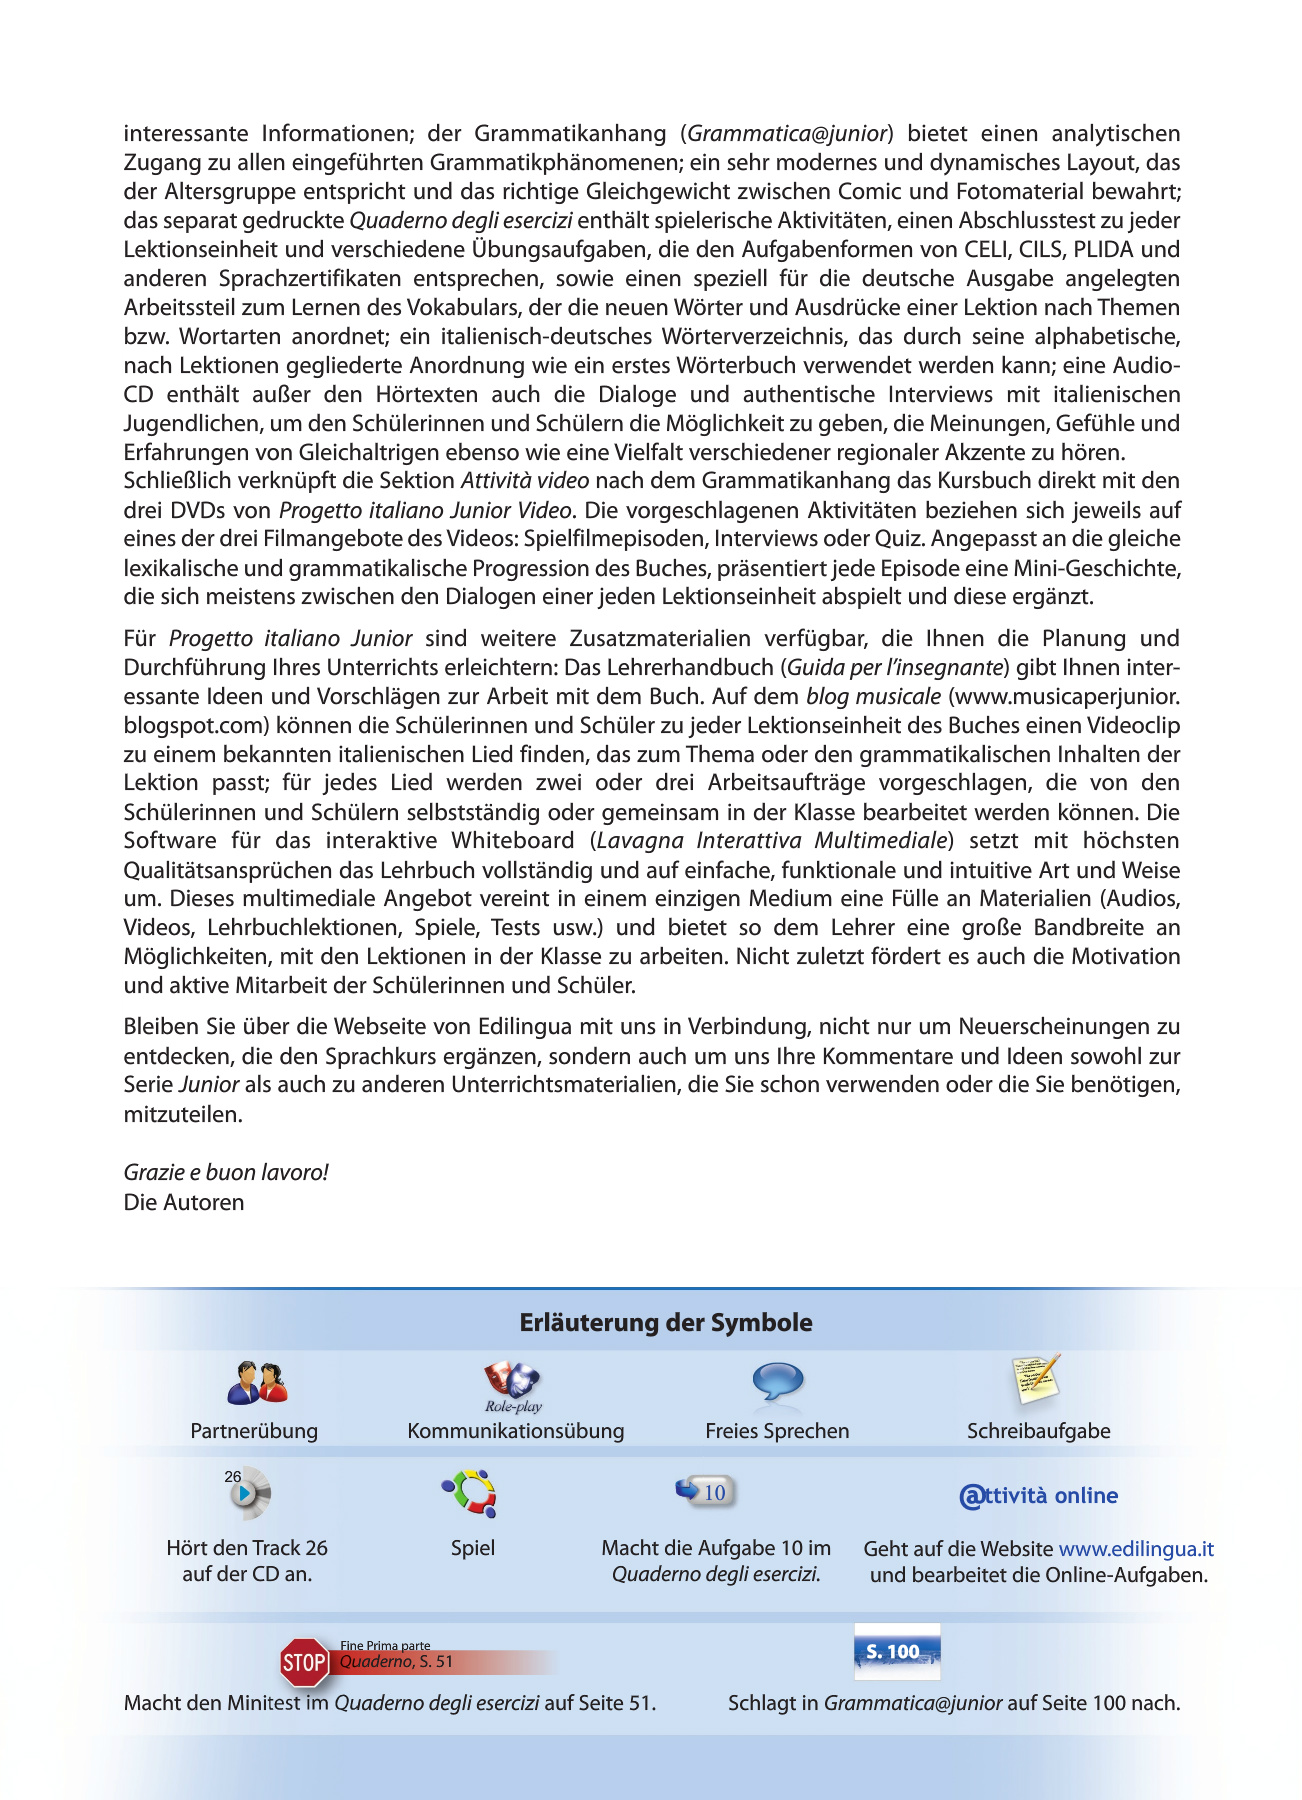 interessante Informationen; der Grammatikanhang (Grammatica@junior) bietet einen analytischen
Zugang zu allen eingeführten Grammatikphänomenen; ein sehr modernes und dynamisches Layout, das
der Altersgruppe entspricht und das richtige Gleichgewicht zwischen Comic und Fotomaterial bewahrt;
das separat gedruckte Quaderno degli esercizi enthält spielerische Aktivitäten, einen Abschlusstest zu jeder
Lektionseinheit und verschiedene Übungsaufgaben, die den Aufgabenformen von CELI, CILS, PLIDA und
anderen Sprachzertifikaten entsprechen, sowie einen speziell für die deutsche Ausgabe angelegten
Arbeitssteil zum Lernen des Vokabulars, der die neuen Wörter und Ausdrücke einer Lektion nach Themen
bzw. Wortarten anordnet; ein italienisch-deutsches Wörterverzeichnis, das durch seine alphabetische,
nach Lektionen gegliederte Anordnung wie ein erstes Wörterbuch verwendet werden kann; eine Audio-
CD enthält außer den Hörtexten auch die Dialoge und authentische Interviews mit italienischen
Jugendlichen, um den Schülerinnen und Schülern die Möglichkeit zu geben, die Meinungen, Gefühle und
Erfahrungen von Gleichaltrigen ebenso wie eine Vielfalt verschiedener regionaler Akzente zu hören.
Schließlich verknüpft die Sektion Attività video nach dem Grammatikanhang das Kursbuch direkt mit den
drei DVDs von Progetto italiano Junior Video. Die vorgeschlagenen Aktivitäten beziehen sich jeweils auf
eines der drei Filmangebote des Videos: Spielfilmepisoden, Interviews oder Quiz. Angepasst an die gleiche
lexikalische und grammatikalische Progression des Buches, präsentiert jede Episode eine Mini-Geschichte,
die sich meistens zwischen den Dialogen einer jeden Lektionseinheit abspielt und diese ergänzt.
Für Progetto italiano Junior sind weitere Zusatzmaterialien verfügbar, die Ihnen die Planung und
Durchführung Ihres Unterrichts erleichtern: Das Lehrerhandbuch (Guida per l'insegnante) gibt Ihnen inter-
essante Ideen und Vorschlägen zur Arbeit mit dem Buch. Auf dem blog musicale (www.musicaperjunior.
blogspot.com) können die Schülerinnen und Schüler zu jeder Lektionseinheit des Buches einen Videoclip
zu einem bekannten italienischen Lied finden, das zum Thema oder den grammatikalischen Inhalten der
Lektion passt; für jedes Lied werden zwei oder drei Arbeitsaufträge vorgeschlagen, die von den
Schülerinnen und Schülern selbstständig oder gemeinsam in der Klasse bearbeitet werden können. Die
Software für das interaktive Whiteboard (Lavagna Interattiva Multimediale) setzt mit höchsten
Qualitätsansprüchen das Lehrbuch vollständig und auf einfache, funktionale und intuitive Art und Weise
um. Dieses multimediale Angebot vereint in einem einzigen Medium eine Fülle an Materialien (Audios,
Videos, Lehrbuchlektionen, Spiele, Tests usw.) und bietet so dem Lehrer eine große Bandbreite an
Möglichkeiten, mit den Lektionen in der Klasse zu arbeiten. Nicht zuletzt fördert es auch die Motivation
und aktive Mitarbeit der Schülerinnen und Schüler.
Bleiben Sie über die Webseite von Edilingua mit uns in Verbindung, nicht nur um Neuerscheinungen zu
entdecken, die den Sprachkurs ergänzen, sondern auch um uns Ihre Kommentare und Ideen sowohl zur
Serie Junior als auch zu anderen Unterrichtsmaterialien, die Sie schon verwenden oder die Sie benötigen,
mitzuteilen.
Grazie e buon lavoro!
Die Autoren
Erläuterung der Symbole
Role-play
Partnerübung Kommunikationsübung Freies Sprechen Schreibaufgabe
26 10 @ttività online
Hört den Track 26
auf der CD an.
Spiel
Macht die Aufgabe 10 im
Quaderno degli esercizi.
Geht auf die Website www.edilingua.it
und bearbeitet die Online-Aufgaben.
STOP
Fine Prima parte
Quaderno, S. 51
S. 100
Macht den Minitest im Quaderno degli esercizi auf Seite 51.
Schlagt in Grammatica@junior auf Seite 100 nach.